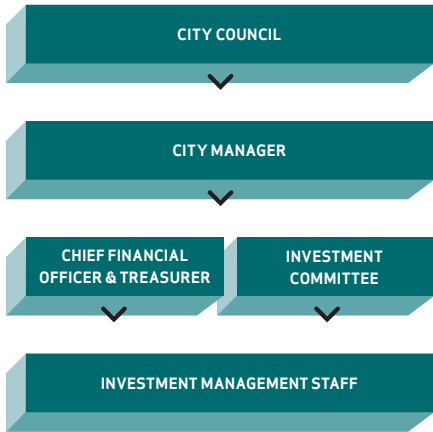 CITY COUNCIL
CITY MANAGER
CHIEF FINANCIAL
OFFICER & TREASURER
INVESTMENT
COMMITTEE
INVESTMENT MANAGEMENT STAFF